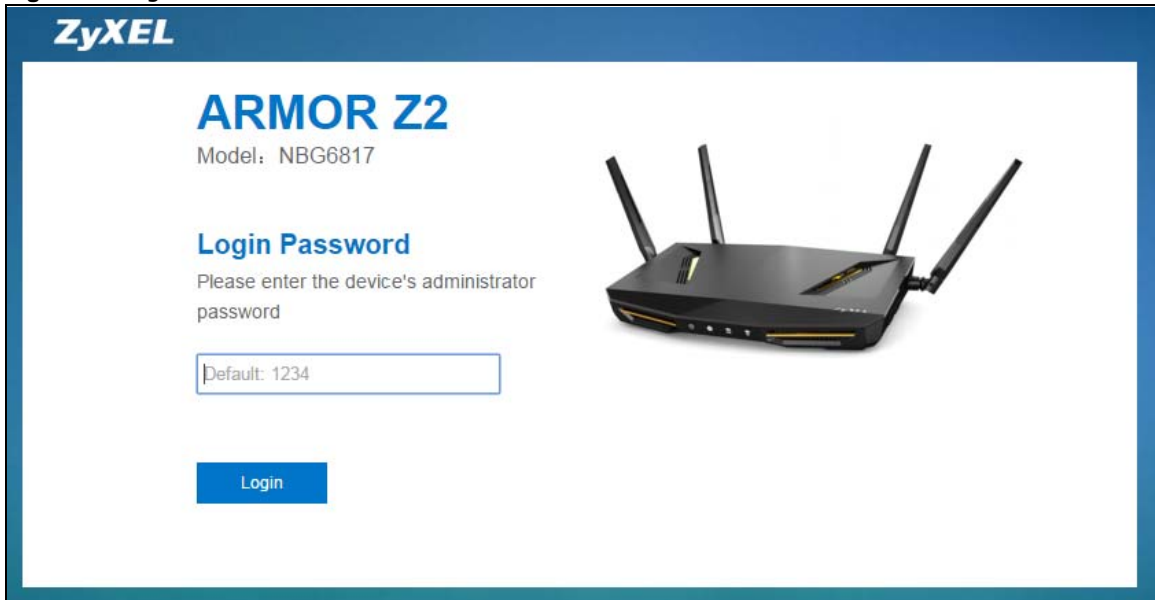 ZyXEL
ARMOR Z2
Model: NBG6817
Login Password
Please enter the device's administrator
password
Default: 1234
Login